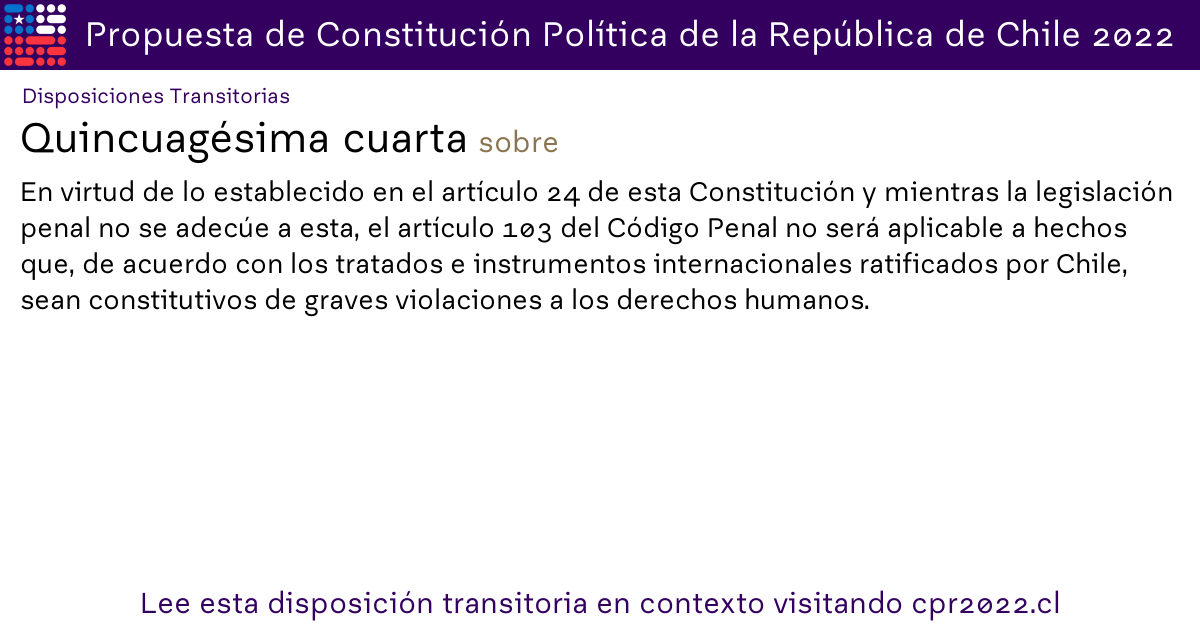 Propuesta de Constitución Política de la República de Chile 2022
Disposiciones Transitorias
Quincuagésima cuarta sobre
En virtud de lo establecido en el artículo 24 de esta Constitución y mientras la legislación
penal no se adecúe a esta, el artículo 103 del Código Penal no será aplicable a hechos
que, de acuerdo con los tratados e instrumentos internacionales ratificados por Chile,
sean constitutivos de graves violaciones a los derechos humanos.
Lee esta disposición transitoria en contexto visitando cpr2022.cl